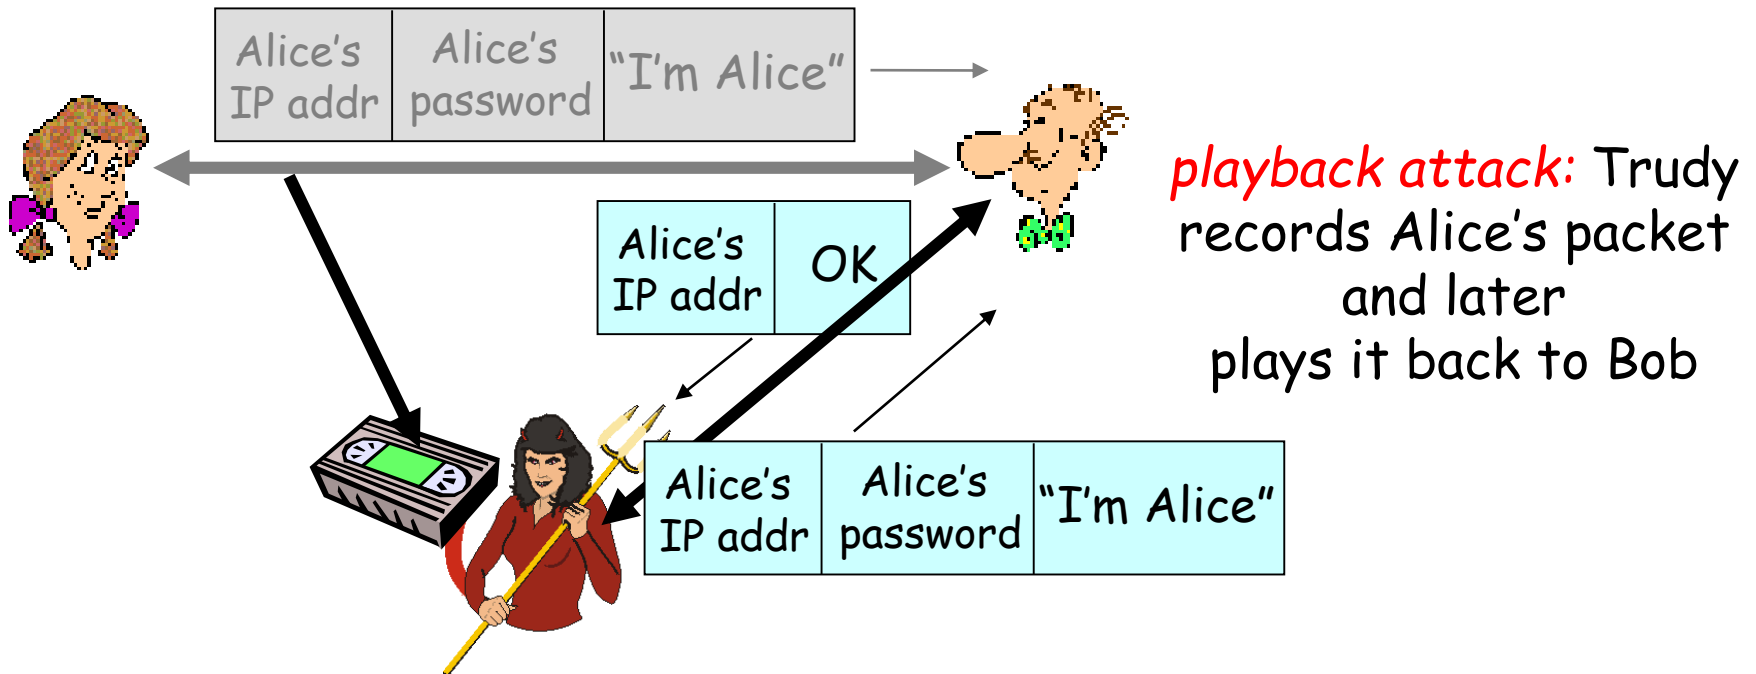 Alice’s
IP addr
Alice’s
password
“I’m Alice”
playback attack: Trudy
records Alice’s packet
and later
plays it back to Bob
Alice’s
IP addr
OK
Alice’s
IP addr
Alice’s
password
“I’m Alice”